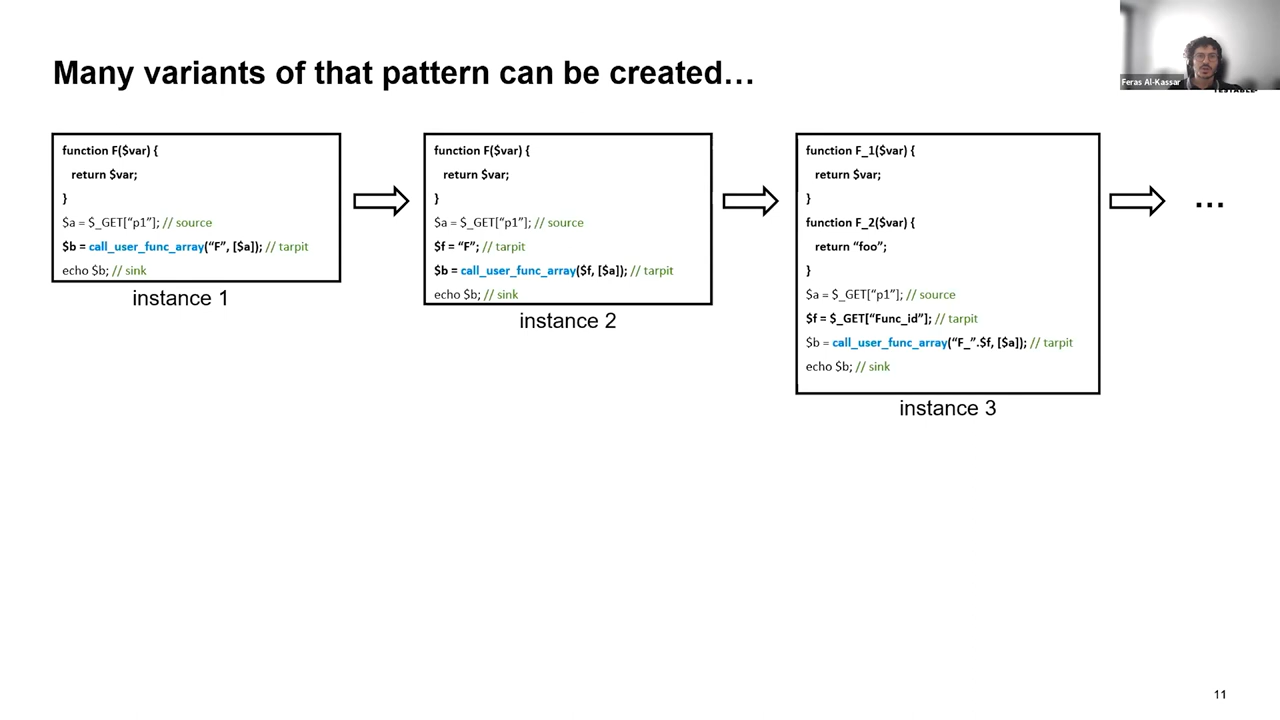 Many variants of that pattern can be created…
Feras Al-Kassar
function F($var) {
return $var;
}
$a = $_GET[“p1”]; // source
$b = call_user_func_array(“F”, [$a]); // tarpit
echo $b; // sink
instance 1
function F($var) {
return $var;
}
$a = $_GET[“p1”]; // source
$f = “F”; // tarpit
$b = call_user_func_array($f, [$a]); // tarpit
echo $b; // sink
instance 2
function F_1($var) {
return $var;
}
function F_2($var) {
return “foo”;
}
$a = $_GET[“p1”]; // source
$f = $_GET[“Func_id”]; // tarpit
$b = call_user_func_array(“F_”.$f, [$a]); // tarpit
echo $b; // sink
instance 3
…
11